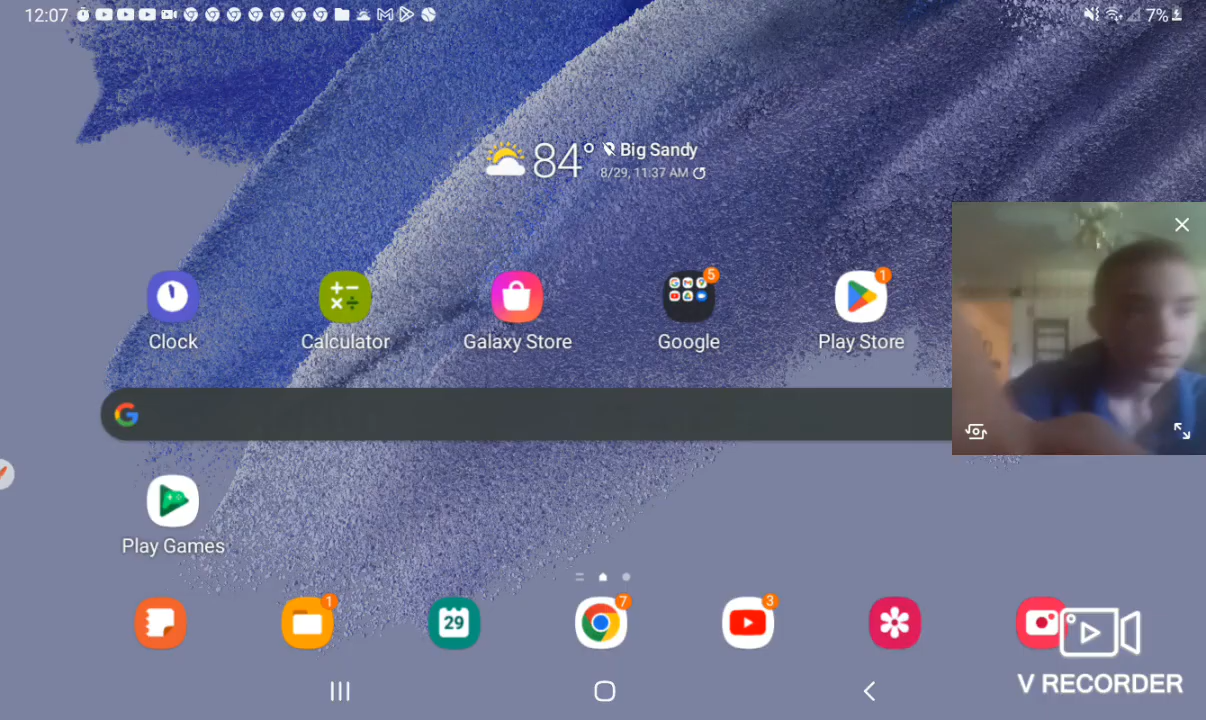 12:07
7%
84° Big Sandy
8/29, 11:37 AM
5
1
Clock
Calculator
Galaxy Store
Google
Play Store
G
Play Games
1
29
7
3
V RECORDER